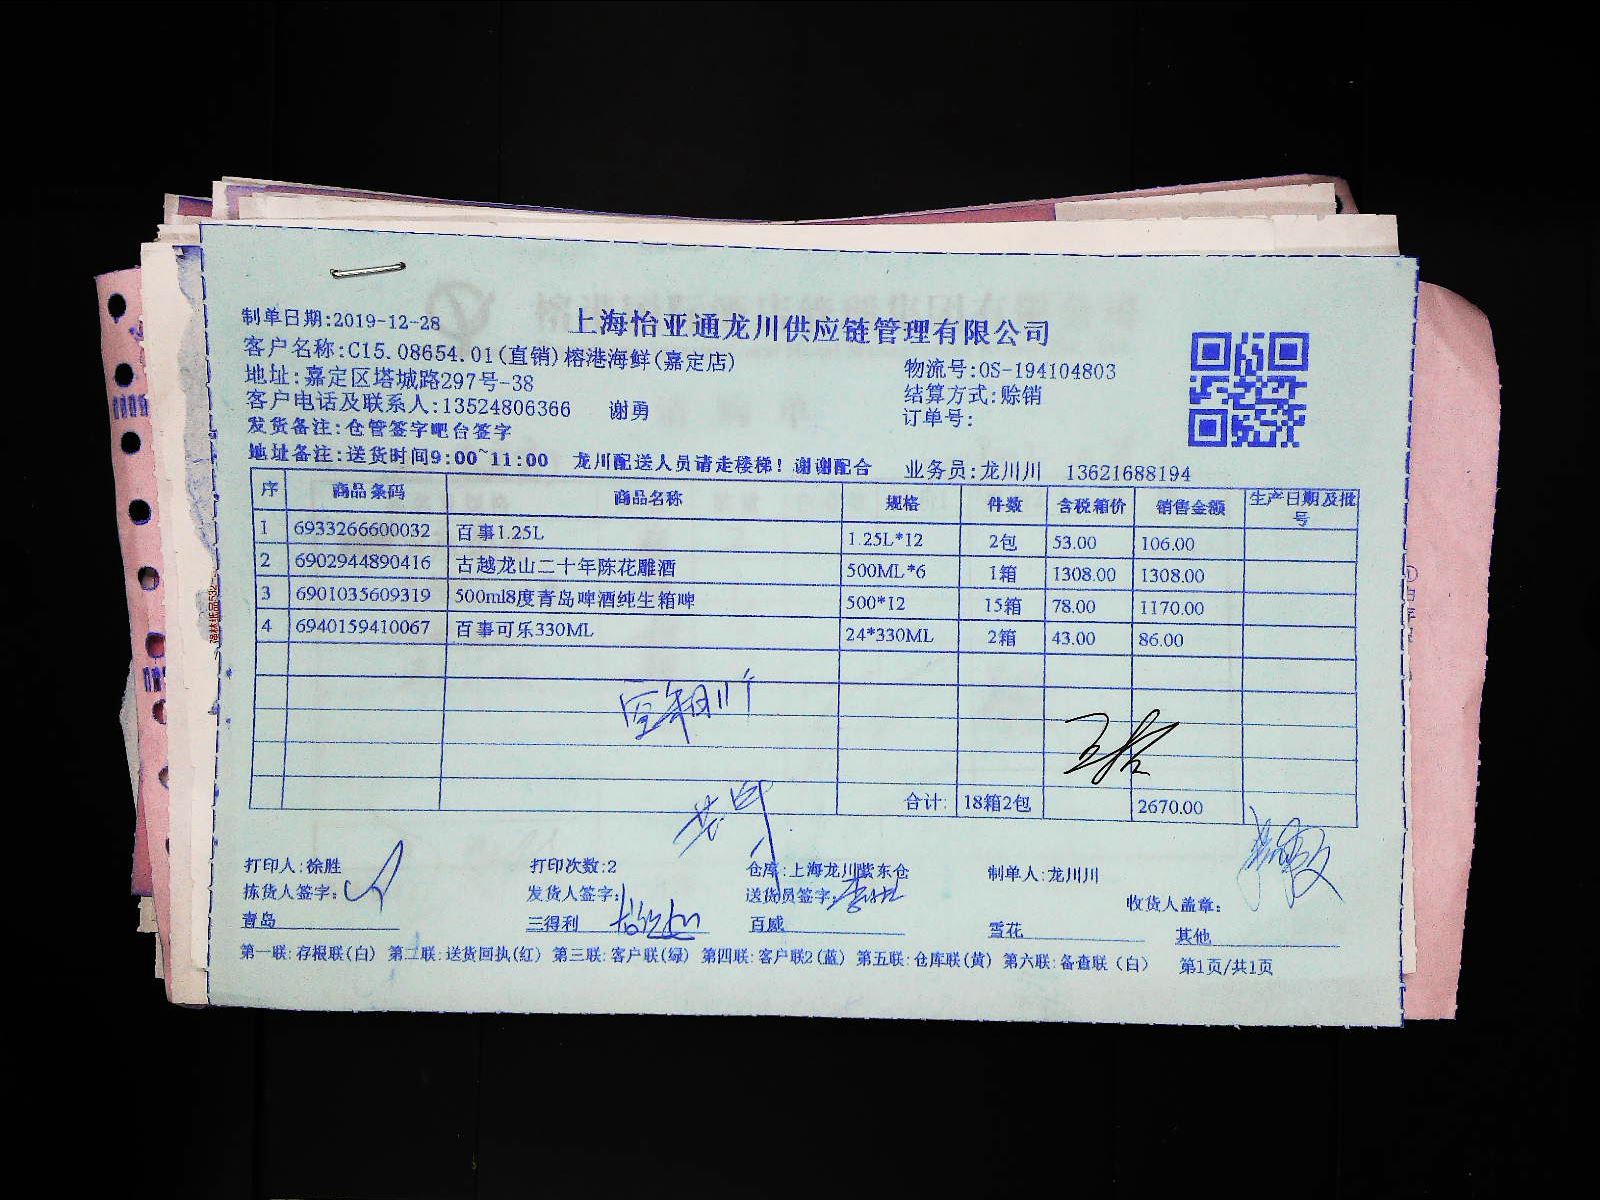 上海怡亚通龙川供应链管理有限公司
制单日期:2019-12-28
客户名称:C15.08654.01(直销)榕港海鲜(嘉定店)
物流号:OS-194104803
地址:嘉定区塔城路297号-38
结算方式:赊销
客户电话及联系人:13524806366 谢勇
订单号:
发货备注:仓管签字吧台签字
地址备注:送货时间9:00~11:00 龙川配送人员请走楼梯!谢谢配合 业务员:龙川川 13621688194
序 商品条码 商品名称 规格 件数 含税箱价 销售金额 生产日期及批号
1 6933266600032 百事1.25L 1.25L*12 2包 53.00 106.00
2 6902944890416 古越龙山二十年陈花雕酒 500ML*6 1箱 1308.00 1308.00
3 6901035609319 500ml8度青岛啤酒纯生箱啤 500*12 15箱 78.00 1170.00
4 6940159410067 百事可乐330ML 24*330ML 2箱 43.00 86.00
合计: 18箱2包 2670.00
打印人:徐胜 打印次数:2 仓库:上海龙川紫东仓 制单人:龙川川
拣货人签字: 发货人签字: 送货员签字: 收货人盖章:
青岛 三得利 百威 雪花 其他
第一联:存根联(白) 第二联:送货回执(红) 第三联:客户联(绿) 第四联:客户联2(蓝) 第五联:仓库联(黄) 第六联:备查联(白) 第1页/共1页